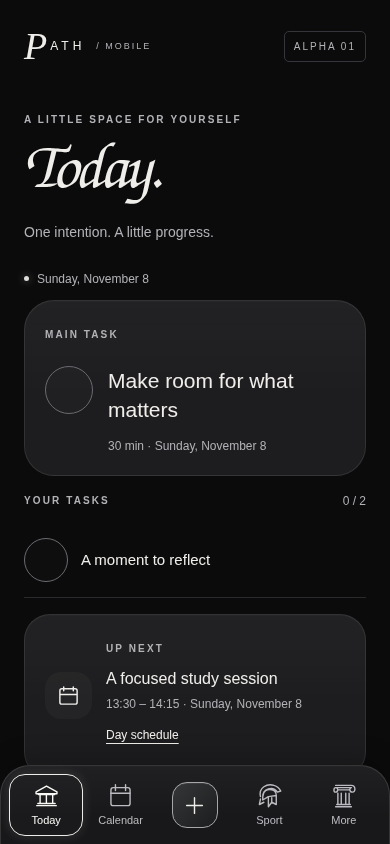 PATH / MOBILE
ALPHA 01
A LITTLE SPACE FOR YOURSELF
Today.
One intention. A little progress.
Sunday, November 8
MAIN TASK
Make room for what
matters
30 min · Sunday, November 8
YOUR TASKS
0 / 2
A moment to reflect
UP NEXT
A focused study session
13:30 – 14:15 · Sunday, November 8
Day schedule
Today
Calendar
Sport
More